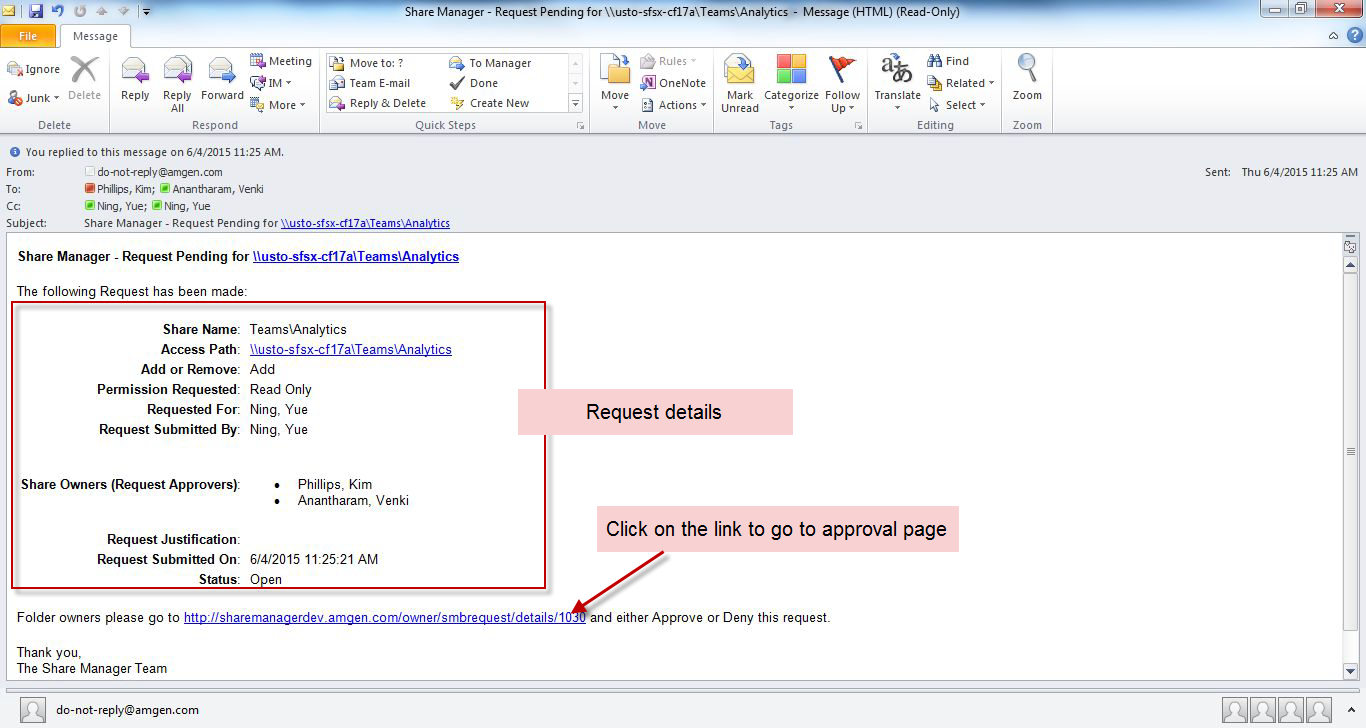 Share Manager - Request Pending for \\usto-sfsx-cf17a\Teams\Analytics - Message (HTML) (Read-Only)
File Message
Ignore
Junk
Delete
Delete
Reply
Reply All
Forward
Meeting
IM
More
Respond
Move to: ?
To Manager
Team E-mail
Done
Reply & Delete
Create New
Quick Steps
Move
Rules
OneNote
Actions
Move
Mark Unread
Categorize
Follow Up
Tags
Translate
Find
Related
Select
Editing
Zoom
Zoom
You replied to this message on 6/4/2015 11:25 AM.
From: do-not-reply@amgen.com Sent: Thu 6/4/2015 11:25 AM
To: Phillips, Kim; Anantharam, Venki
Cc: Ning, Yue; Ning, Yue
Subject: Share Manager - Request Pending for \\usto-sfsx-cf17a\Teams\Analytics
Share Manager - Request Pending for \\usto-sfsx-cf17a\Teams\Analytics
The following Request has been made:
Share Name: Teams\Analytics
Access Path: \\usto-sfsx-cf17a\Teams\Analytics
Add or Remove: Add
Permission Requested: Read Only
Requested For: Ning, Yue
Request Submitted By: Ning, Yue
Request details
Share Owners (Request Approvers): • Phillips, Kim
• Anantharam, Venki
Click on the link to go to approval page
Request Justification:
Request Submitted On: 6/4/2015 11:25:21 AM
Status: Open
Folder owners please go to http://sharemanagerdev.amgen.com/owner/smbrequest/details/1030 and either Approve or Deny this request.
Thank you,
The Share Manager Team
do-not-reply@amgen.com